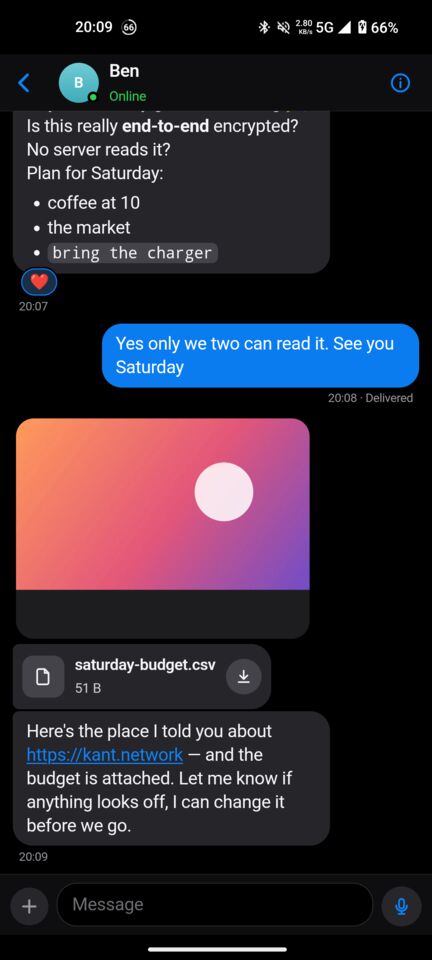 20:09 66 2.80 KB/s 5G 66%
B Ben
Online
Is this really end-to-end encrypted?
No server reads it?
Plan for Saturday:
• coffee at 10
• the market
• bring the charger
❤️
20:07
Yes only we two can read it. See you
Saturday
20:08 · Delivered
saturday-budget.csv
51 B
Here's the place I told you about
https://kant.network — and the
budget is attached. Let me know if
anything looks off, I can change it
before we go.
20:09
Message